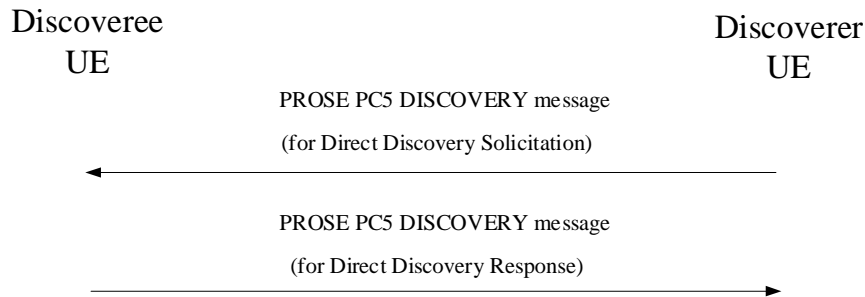 Discoveree
UE
Discoverer
UE
PROSE PC5 DISCOVERY message
(for Direct Discovery Solicitation)
PROSE PC5 DISCOVERY message
(for Direct Discovery Response)